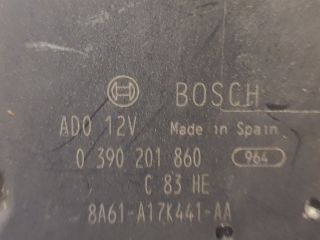 BOSCH
ADO 12V Made in Spain
0 390 201 860 964
C 83 HE
8A61-A17K441-AA